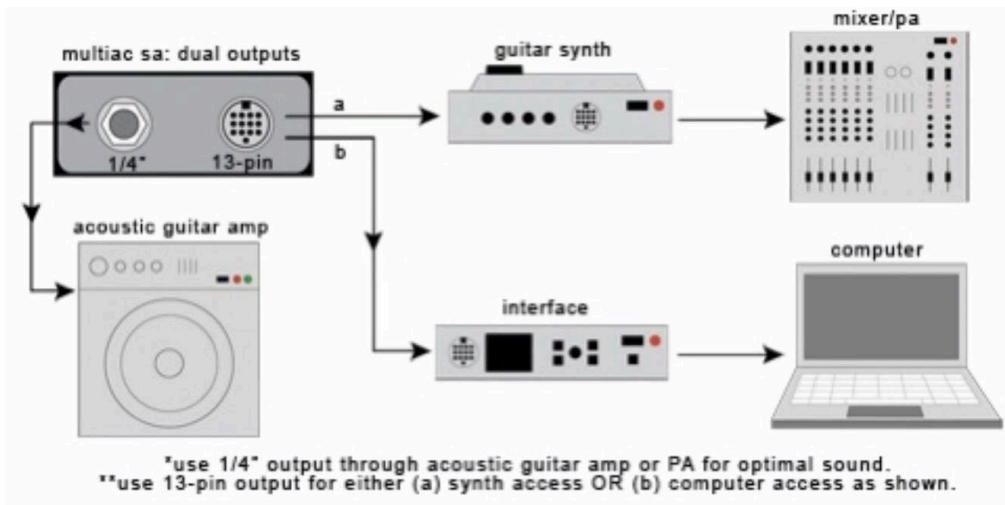 mixer/pa
multiac sa: dual outputs
guitar synth
a
b
1/4"
13-pin
acoustic guitar amp
computer
interface
*use 1/4" output through acoustic guitar amp or PA for optimal sound.
**use 13-pin output for either (a) synth access OR (b) computer access as shown.